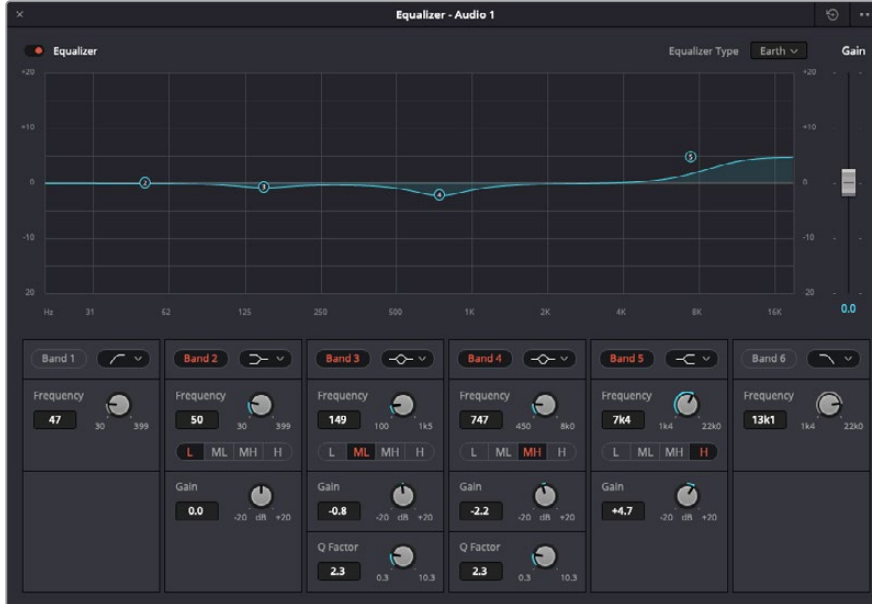 × Equalizer - Audio 1
Equalizer Equalizer Type Earth Gain
+20 +20
+10 +10
0 0
-10 -10
-20 -20
Hz 31 62 125 250 500 1K 2K 4K 8K 16K 0.0
2 3 4 5
Band 1 Band 2 Band 3 Band 4 Band 5 Band 6
Frequency Frequency Frequency Frequency Frequency Frequency
47 50 149 747 7k4 13k1
30 399 30 399 100 1k5 450 8k0 1k4 22k0 1k4 22k0
L ML MH H L ML MH H L ML MH H L ML MH H
Gain Gain Gain Gain
0.0 -0.8 -2.2 +4.7
-20 dB +20 -20 dB +20 -20 dB +20 -20 dB +20
Q Factor Q Factor
2.3 2.3
0.3 10.3 0.3 10.3